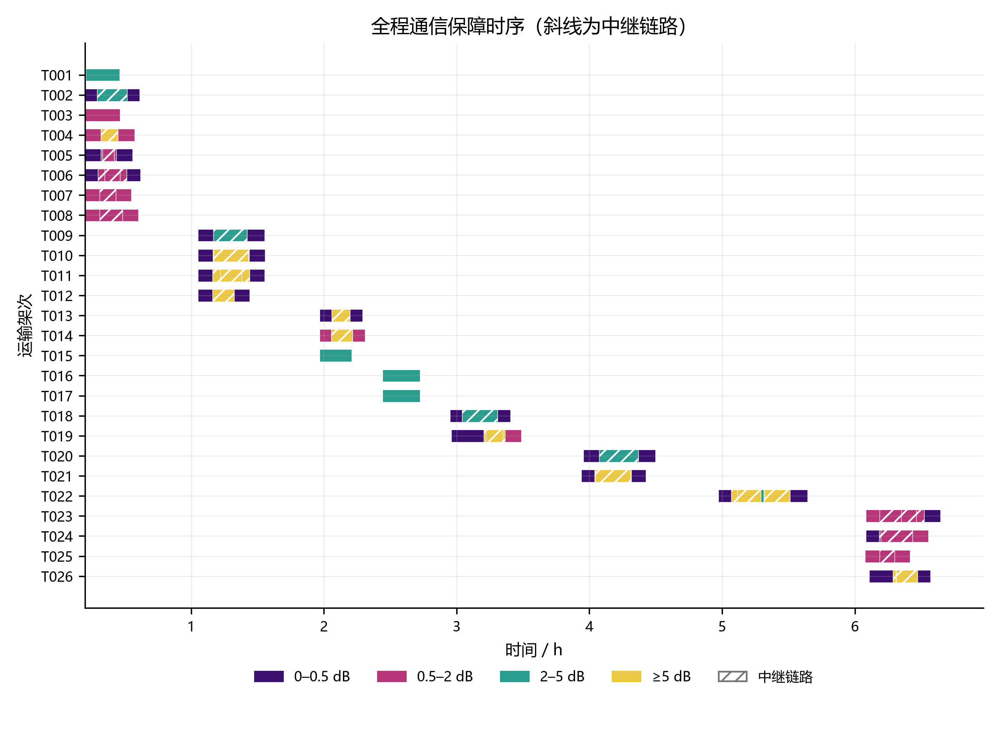 全程通信保障时序（斜线为中继链路）
运输架次
T001
T002
T003
T004
T005
T006
T007
T008
T009
T010
T011
T012
T013
T014
T015
T016
T017
T018
T019
T020
T021
T022
T023
T024
T025
T026
1 2 3 4 5 6
时间 / h
0–0.5 dB 0.5–2 dB 2–5 dB ≥5 dB 中继链路